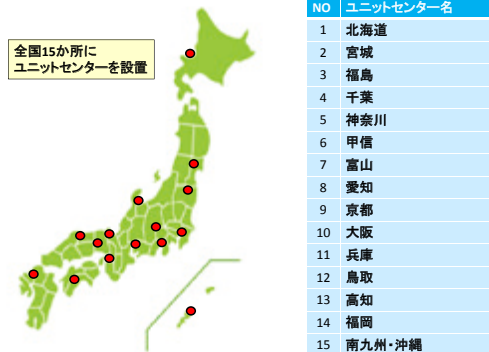 全国15か所に
ユニットセンターを設置
NO ユニットセンター名
1 北海道
2 宮城
3 福島
4 千葉
5 神奈川
6 甲信
7 富山
8 愛知
9 京都
10 大阪
11 兵庫
12 鳥取
13 高知
14 福岡
15 南九州・沖縄